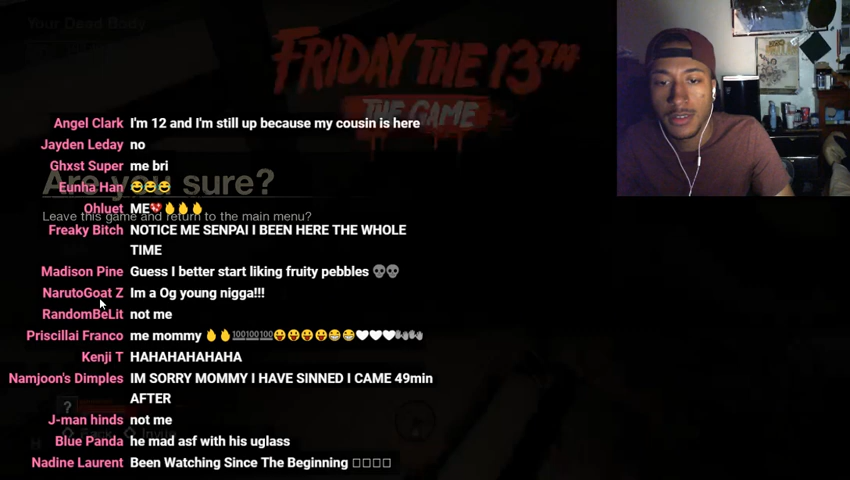 Your Dead Body
FRIDAY THE 13TH
THE GAME
Angel Clark I'm 12 and I'm still up because my cousin is here
Jayden Leday no
Ghxst Super me bri
Are you sure?
Eunha Han 😂😂😂
Ohluet ME💖🔥🔥🔥
Leave this game and return to the main menu?
Freaky Bitch NOTICE ME SENPAI I BEEN HERE THE WHOLE
TIME
Madison Pine Guess I better start liking fruity pebbles 💀💀
NarutoGoat Z Im a Og young nigga!!!
RandomBeLit not me
Priscillai Franco me mommy 🔥🔥💯💯💯😛😛😛😛😂😂🤍🤍🤍👐👐
Kenji T HAHAHAHAHAHA
Namjoon's Dimples IM SORRY MOMMY I HAVE SINNED I CAME 49min
AFTER
?
J-man hinds not me
Back Invite
Blue Panda he mad asf with his uglass
Nadine Laurent Been Watching Since The Beginning □□□□